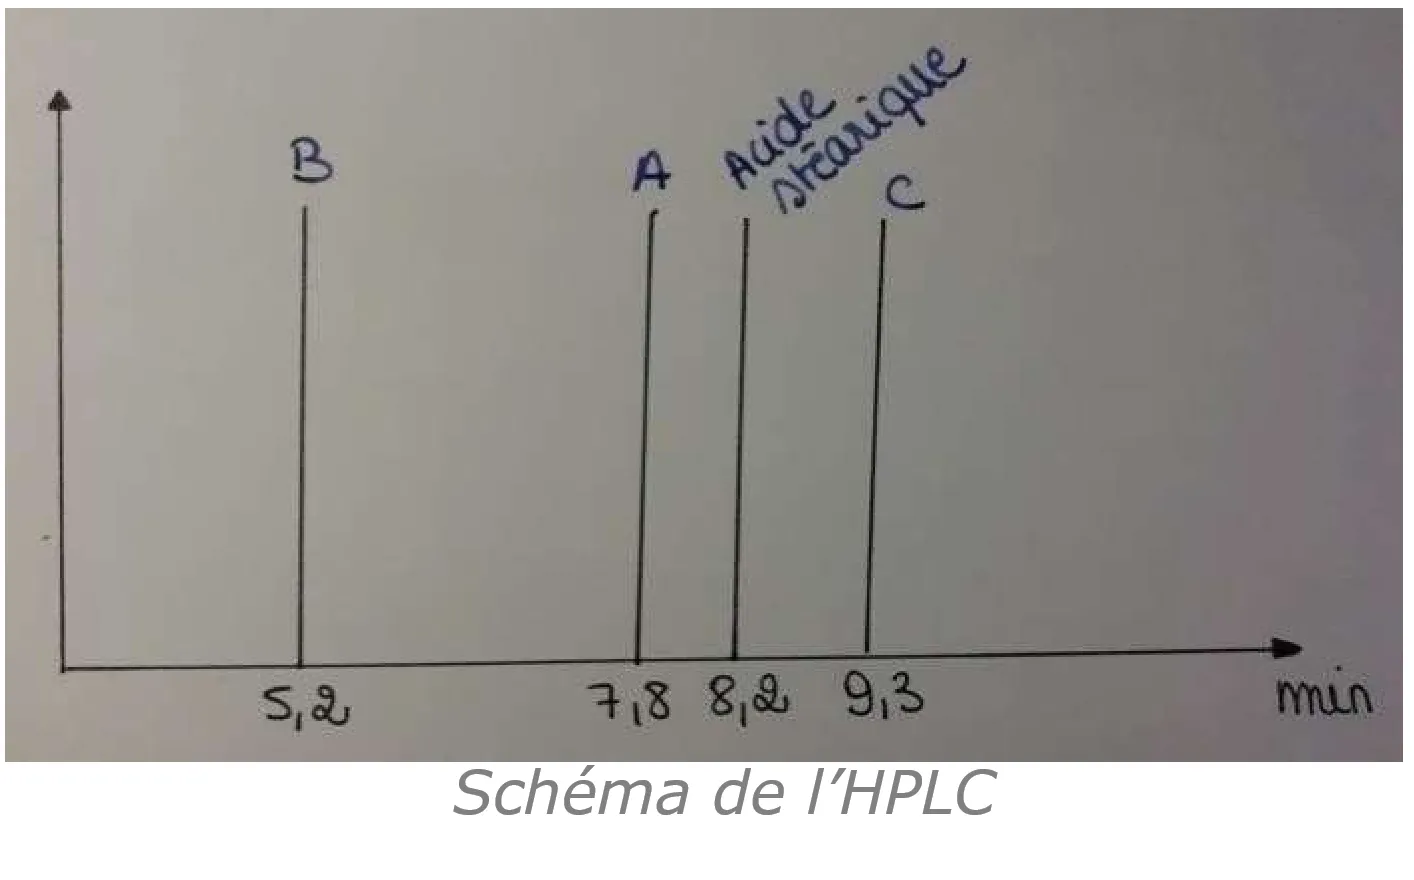 B
A
Acide
stéarique
C
5,2
7,8
8,2
9,3
min
Schéma de l’HPLC